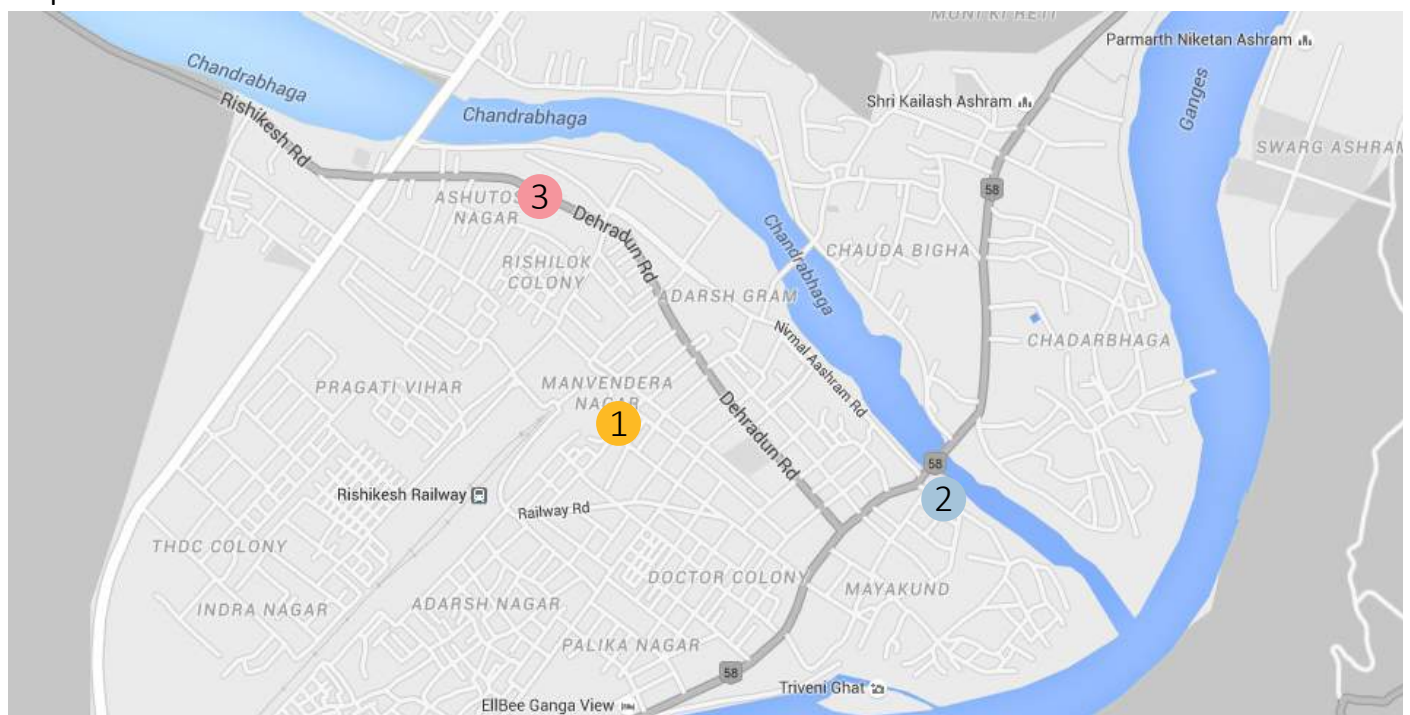 MUNI KI RETI
Parmarth Niketan Ashram
Chandrabhaga
Rishikesh Rd
Chandrabhaga
Shri Kailash Ashram
Ganges
SWARG ASHRAM
58
3
NAGAR
Dehradun Rd
RISHILOK
COLONY
Chandrabhaga
CHAUDA BIGHA
ADARSH GRAM
Nirmal Aashram Rd
CHADARBHAGA
PRAGATI VIHAR
MANVENDERA
NAGAR
1
Dehradun Rd
58
2
Rishikesh Railway
Railway Rd
THDC COLONY
DOCTOR COLONY
MAYAKUND
INDRA NAGAR
ADARSH NAGAR
PALIKA NAGAR
58
Triveni Ghat
EllBee Ganga View